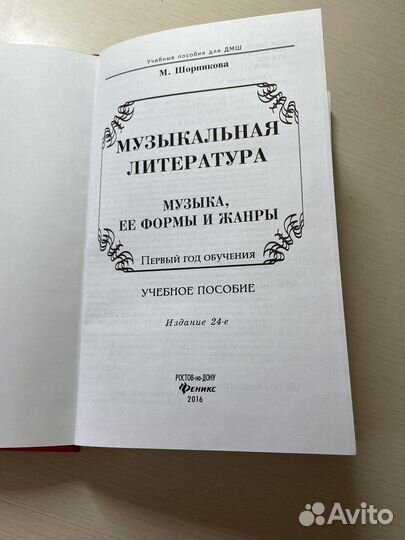 Учебные пособия для ДМШ
М. Шорникова
МУЗЫКАЛЬНАЯ
ЛИТЕРАТУРА
МУЗЫКА,
ЕЕ ФОРМЫ И ЖАНРЫ
Первый год обучения
УЧЕБНОЕ ПОСОБИЕ
Издание 24-е
РОСТОВ-НА-ДОНУ
Феникс
2016
Avito